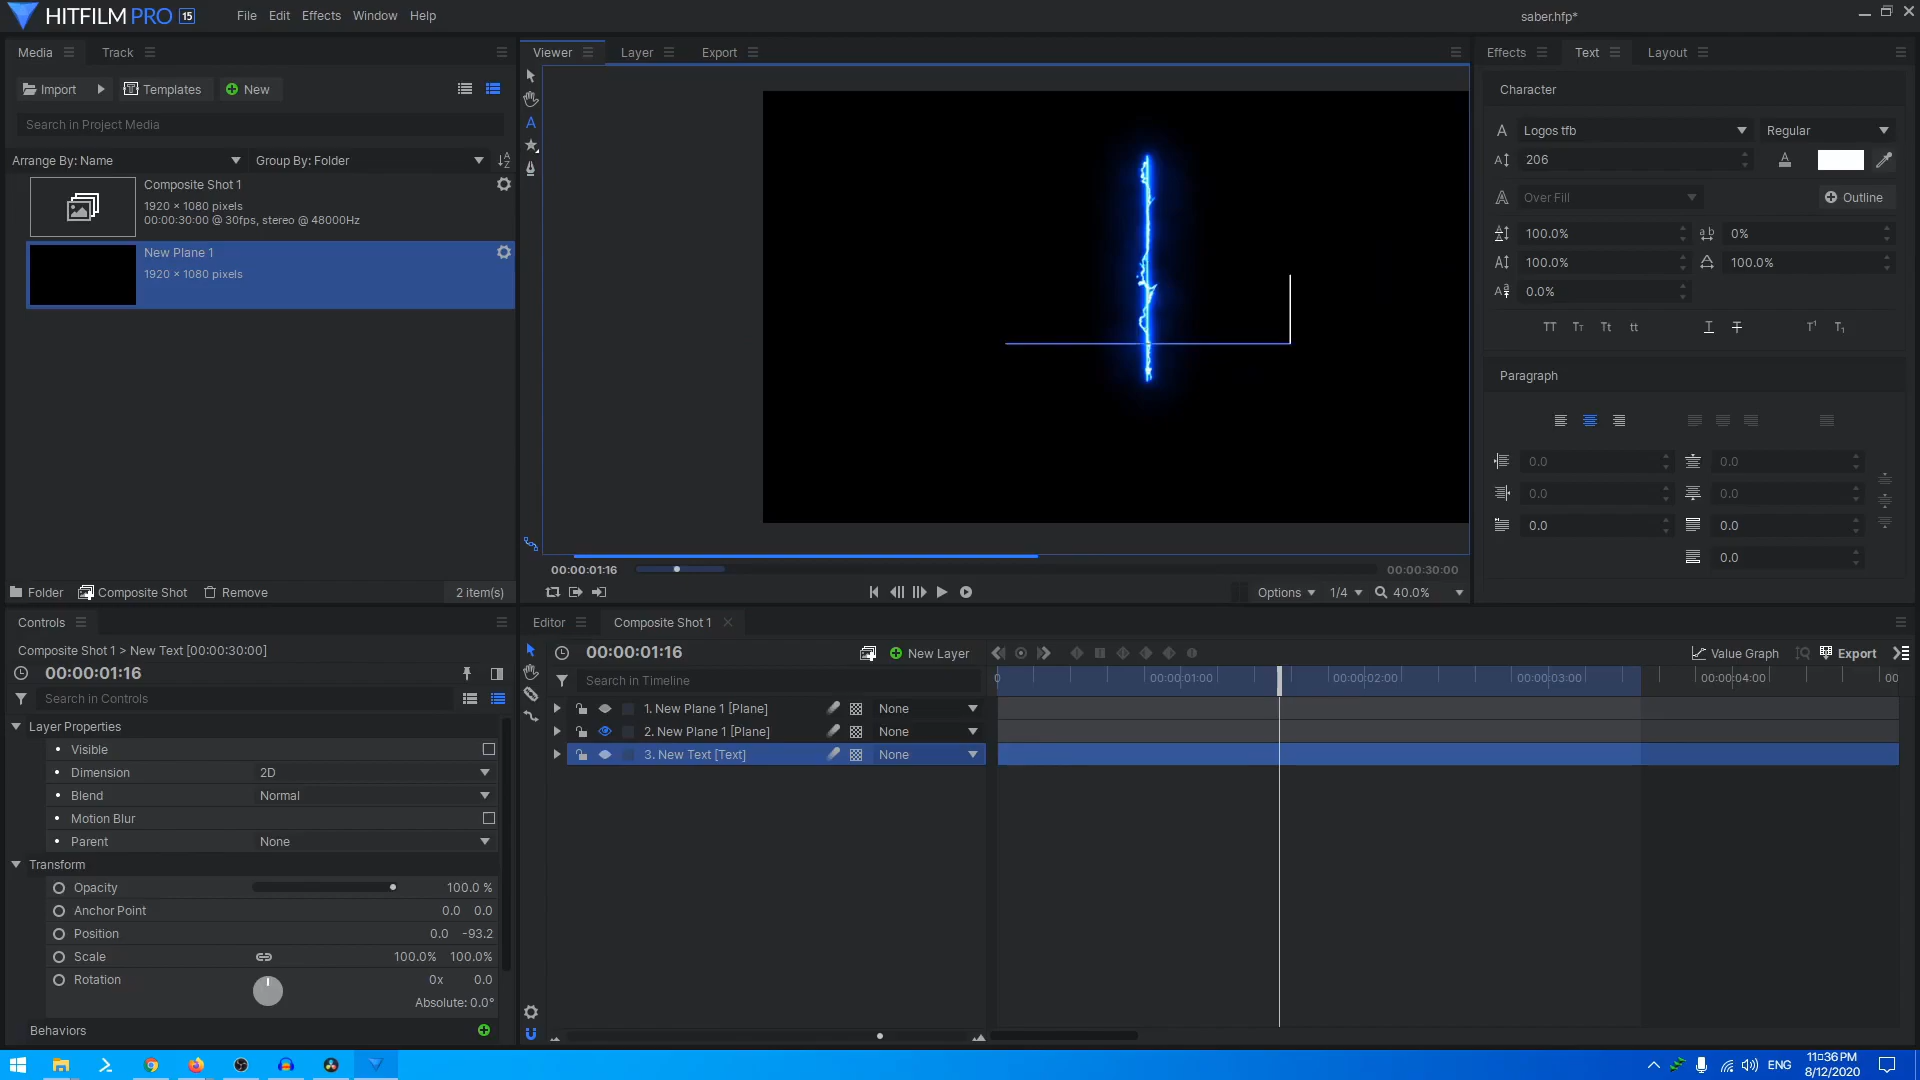 HITFILM PRO 15 File Edit Effects Window Help saber.hfp*
Media Track Viewer Layer Export Effects Text Layout
Import Templates New
Search in Project Media
Arrange By: Name Group By: Folder
Composite Shot 1
1920 × 1080 pixels
00:00:30:00 @ 30fps, stereo @ 48000Hz
New Plane 1
1920 × 1080 pixels
Folder Composite Shot Remove 2 item(s)
00:00:01:16 00:00:30:00
Options 1/4 40.0%
Character
Logos tfb Regular
206
Over Fill Outline
100.0% 0%
100.0% 100.0%
0.0%
TT Tt Tt tt T T T¹ T₁
Paragraph
0.0 0.0
0.0 0.0
0.0 0.0
0.0
Controls
Composite Shot 1 > New Text [00:00:30:00]
00:00:01:16
Search in Controls
Layer Properties
Visible
Dimension 2D
Blend Normal
Motion Blur
Parent None
Transform
Opacity 100.0 %
Anchor Point 0.0 0.0
Position 0.0 -93.2
Scale 100.0% 100.0%
Rotation 0x 0.0
Absolute: 0.0°
Behaviors
Editor Composite Shot 1
00:00:01:16 New Layer Value Graph Export
Search in Timeline 0 00:00:01:00 00:00:02:00 00:00:03:00 00:00:04:00 00
1. New Plane 1 [Plane] None
2. New Plane 1 [Plane] None
3. New Text [Text] None
ENG 11:36 PM
8/12/2020